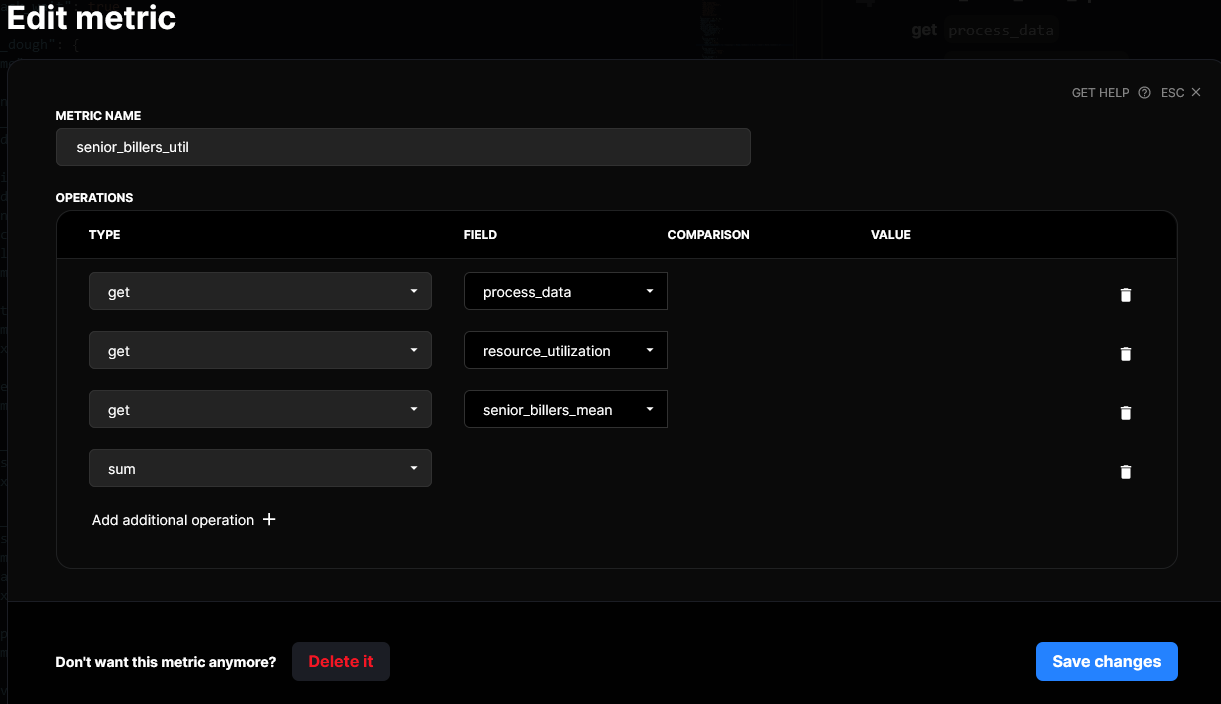 Edit metric
_dough": {
get process_data
GET HELP ESC
METRIC NAME
senior_billers_util
OPERATIONS
TYPE FIELD COMPARISON VALUE
get process_data
get resource_utilization
get senior_billers_mean
sum
Add additional operation
Don't want this metric anymore? Delete it Save changes